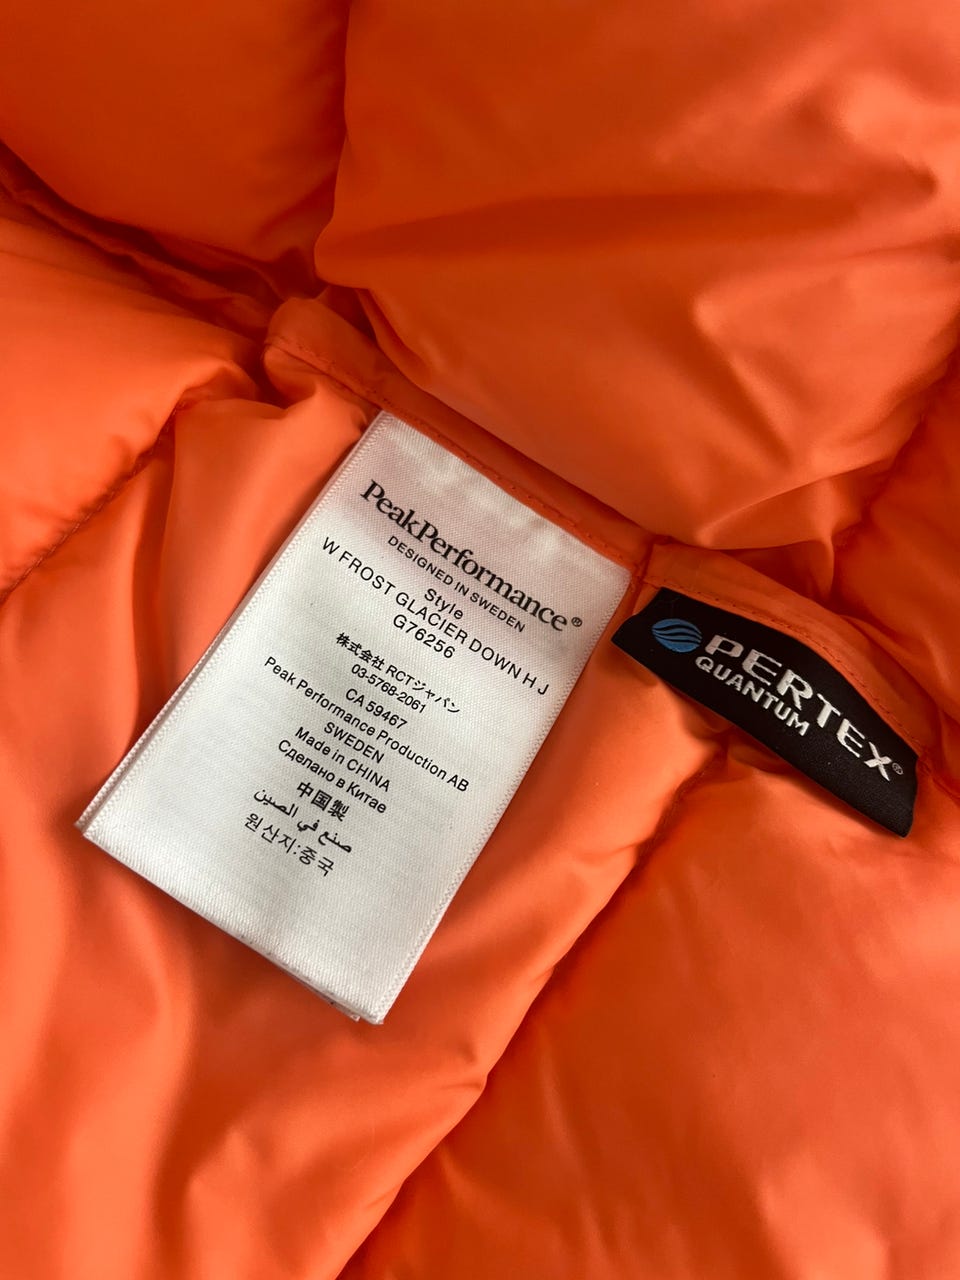 PeakPerformance®
DESIGNED IN SWEDEN
Style
W FROST GLACIER DOWN H J
G76256
株式会社 RCTジャパン
03-5768-2061
CA 59467
Peak Performance Production AB
SWEDEN
Made in CHINA
Сделано в Китае
中国製
صنع في الصين
원산지:중국
PERTEX®
QUANTUM